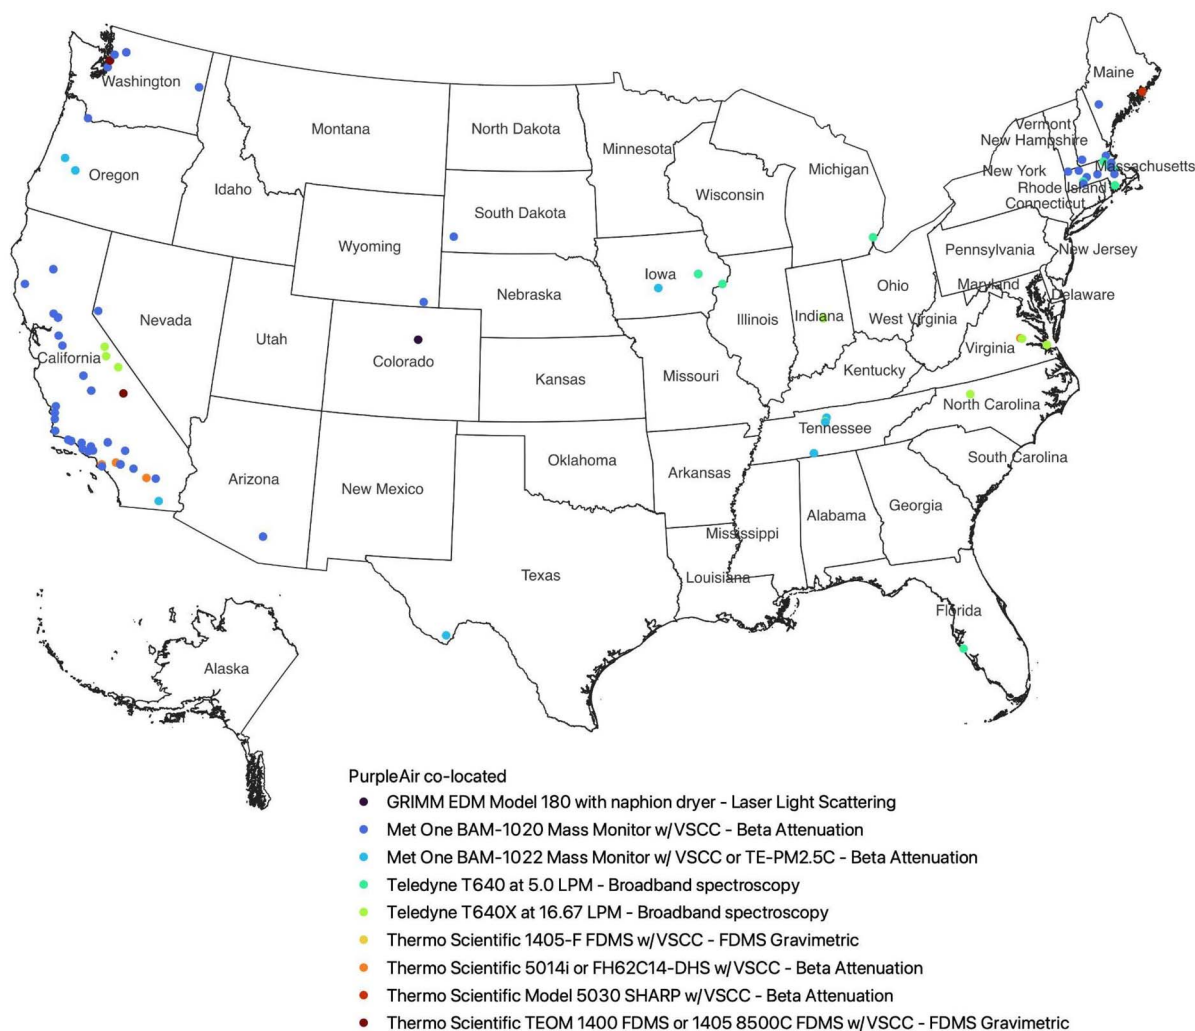 Maine
Washington
Vermont
Montana
North Dakota
New Hampshire
Minnesota
Michigan
Massachusetts
New York
Oregon
Idaho
Rhode Island
Wisconsin
Connecticut
South Dakota
Wyoming
Pennsylvania
New Jersey
Iowa
Ohio
Maryland
Nebraska
Delaware
Nevada
Illinois
Indiana
West Virginia
Utah
Virginia
California
Colorado
Kentucky
Kansas
Missouri
North Carolina
Tennessee
Oklahoma
South Carolina
Arkansas
Arizona
New Mexico
Georgia
Alabama
Mississippi
Texas
Louisiana
Florida
Alaska
PurpleAir co-located
GRIMM EDM Model 180 with naphion dryer - Laser Light Scattering
Met One BAM-1020 Mass Monitor w/VSCC - Beta Attenuation
Met One BAM-1022 Mass Monitor w/ VSCC or TE-PM2.5C - Beta Attenuation
Teledyne T640 at 5.0 LPM - Broadband spectroscopy
Teledyne T640X at 16.67 LPM - Broadband spectroscopy
Thermo Scientific 1405-F FDMS w/VSCC - FDMS Gravimetric
Thermo Scientific 5014i or FH62C14-DHS w/VSCC - Beta Attenuation
Thermo Scientific Model 5030 SHARP w/VSCC - Beta Attenuation
Thermo Scientific TEOM 1400 FDMS or 1405 8500C FDMS w/VSCC - FDMS Gravimetric